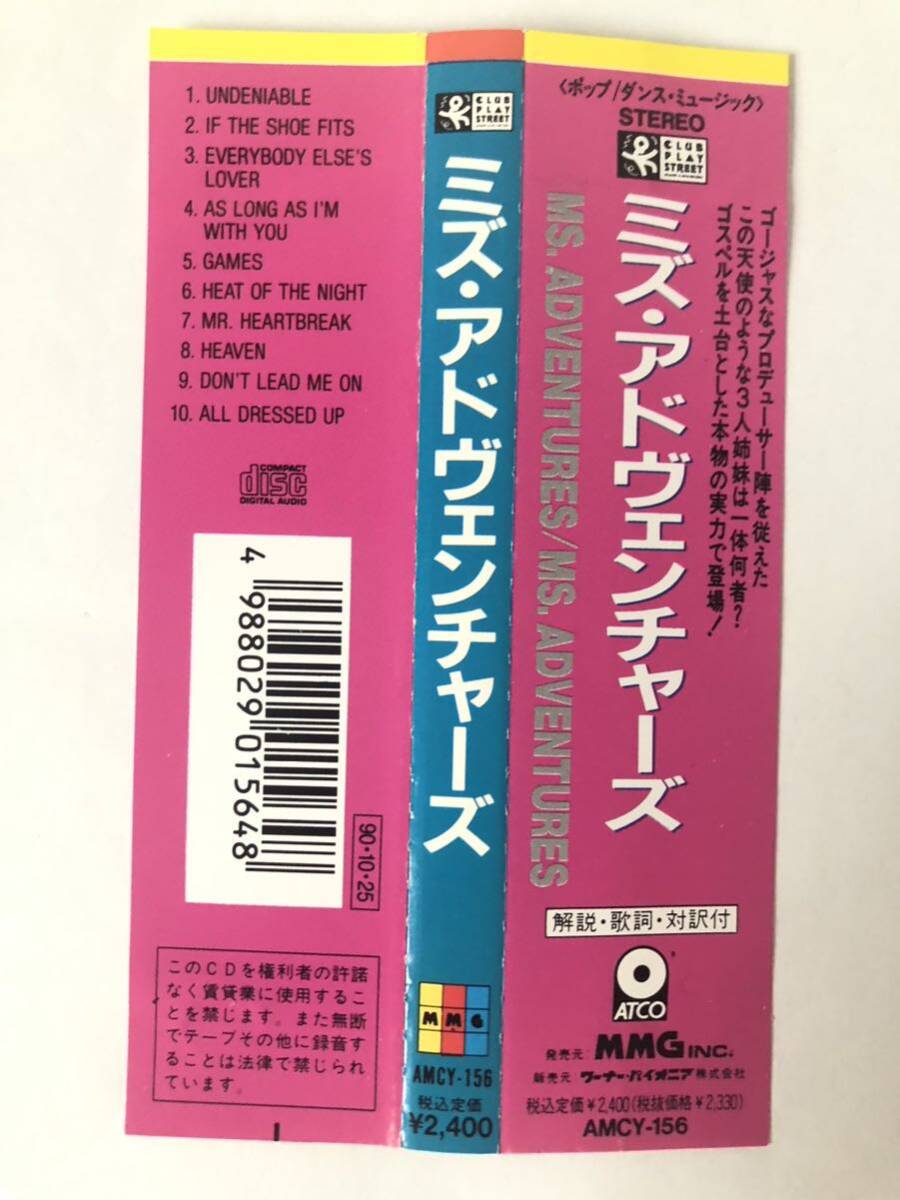 1. UNDENIABLE
2. IF THE SHOE FITS
3. EVERYBODY ELSE'S
LOVER
4. AS LONG AS I'M
WITH YOU
5. GAMES
6. HEAT OF THE NIGHT
7. MR. HEARTBREAK
8. HEAVEN
9. DON'T LEAD ME ON
10. ALL DRESSED UP
COMPACT
disc
DIGITAL AUDIO
4 988029 015648
90・10・25
このCDを権利者の許諾
なく賃貸業に使用するこ
とを禁じます。また無断
でテープその他に録音す
ることは法律で禁じられ
ています。
CLUB
PLAY
STREET
ミズ・アドヴェンチャーズ
MMG
AMCY-156
税込定価
¥2,400
〈ポップ/ダンス・ミュージック〉
STEREO
CLUB
PLAY
STREET
ゴージャスなプロデューサー陣を従えた
この天使のような3人姉妹は一体何者?
ゴスペルを土台とした本物の実力で登場!
ミズ・アドヴェンチャーズ
MS. ADVENTURES/MS. ADVENTURES
解説・歌詞・対訳付
ATCO
発売元: MMG INC.
販売元: ワーナー・パイオニア株式会社
税込定価¥2,400(税抜価格¥2,330)
AMCY-156